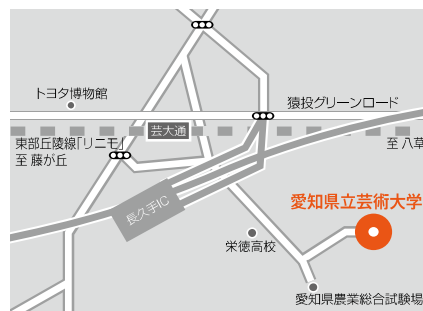 トヨタ博物館
猿投グリーンロード
芸大通
東部丘陵線「リニモ」
至 藤が丘
至 八草
長久手IC
愛知県立芸術大学
栄徳高校
愛知県農業総合試験場